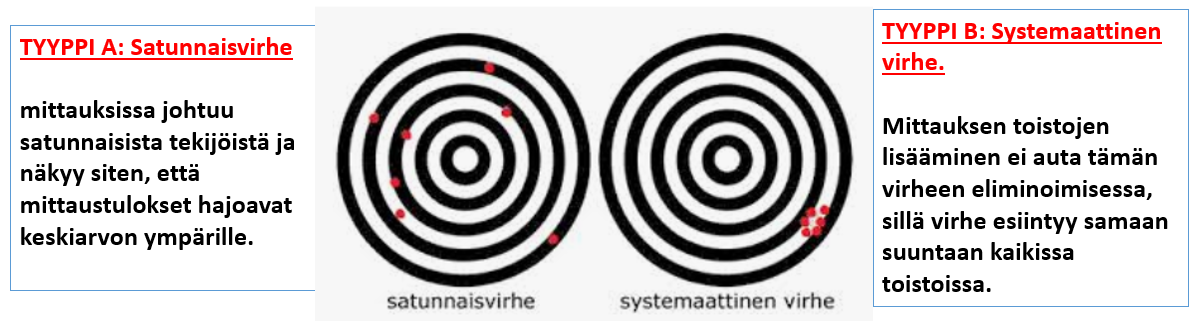 TYYPPI A: Satunnaisvirhe
mittauksissa johtuu
satunnaisista tekijöistä ja
näkyy siten, että
mittaustulokset hajoavat
keskiarvon ympärille.
satunnaisvirhe
systemaattinen virhe
TYYPPI B: Systemaattinen
virhe.
Mittauksen toistojen
lisääminen ei auta tämän
virheen eliminoimisessa,
sillä virhe esiintyy samaan
suuntaan kaikissa
toistoissa.